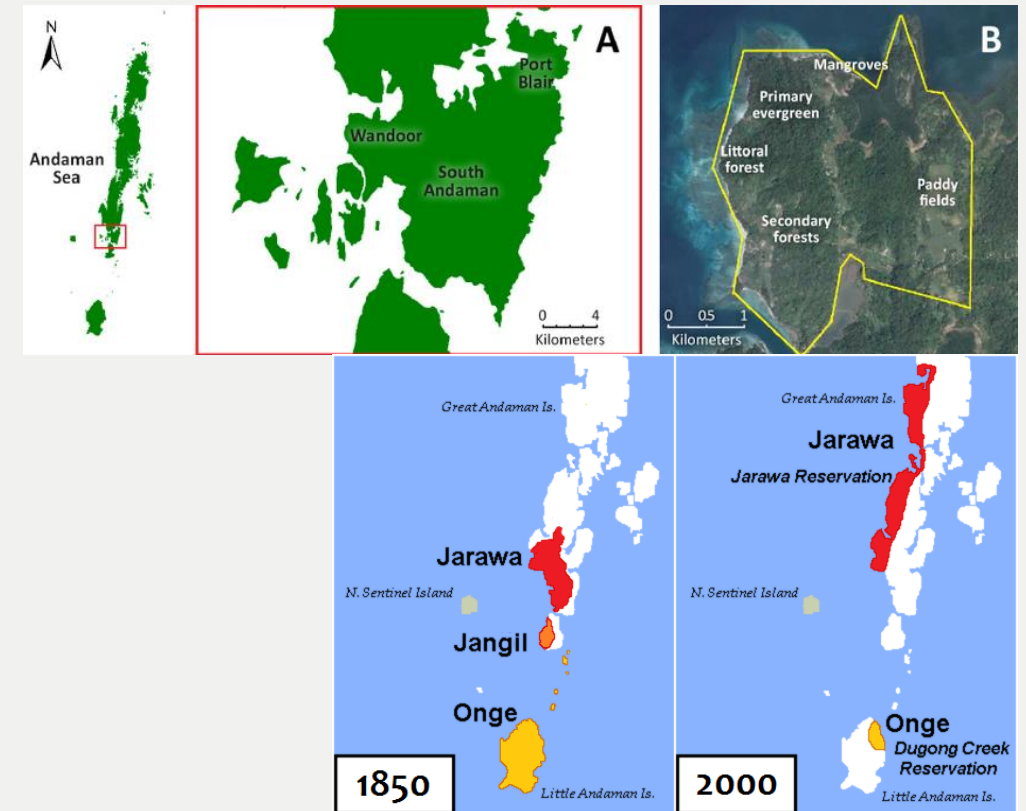 N
Andaman
Sea
A
Port
Blair
Wandoor
South
Andaman
0 4
Kilometers
B
Mangroves
Primary
evergreen
Littoral
forest
Paddy
fields
Secondary
forests
0 0.5 1
Kilometers
Great Andaman Is.
Jarawa
N. Sentinel Island
Jangil
Onge
1850
Little Andaman Is.
Great Andaman Is.
Jarawa
Jarawa Reservation
N. Sentinel Island
Onge
Dugong Creek
Reservation
2000
Little Andaman Is.